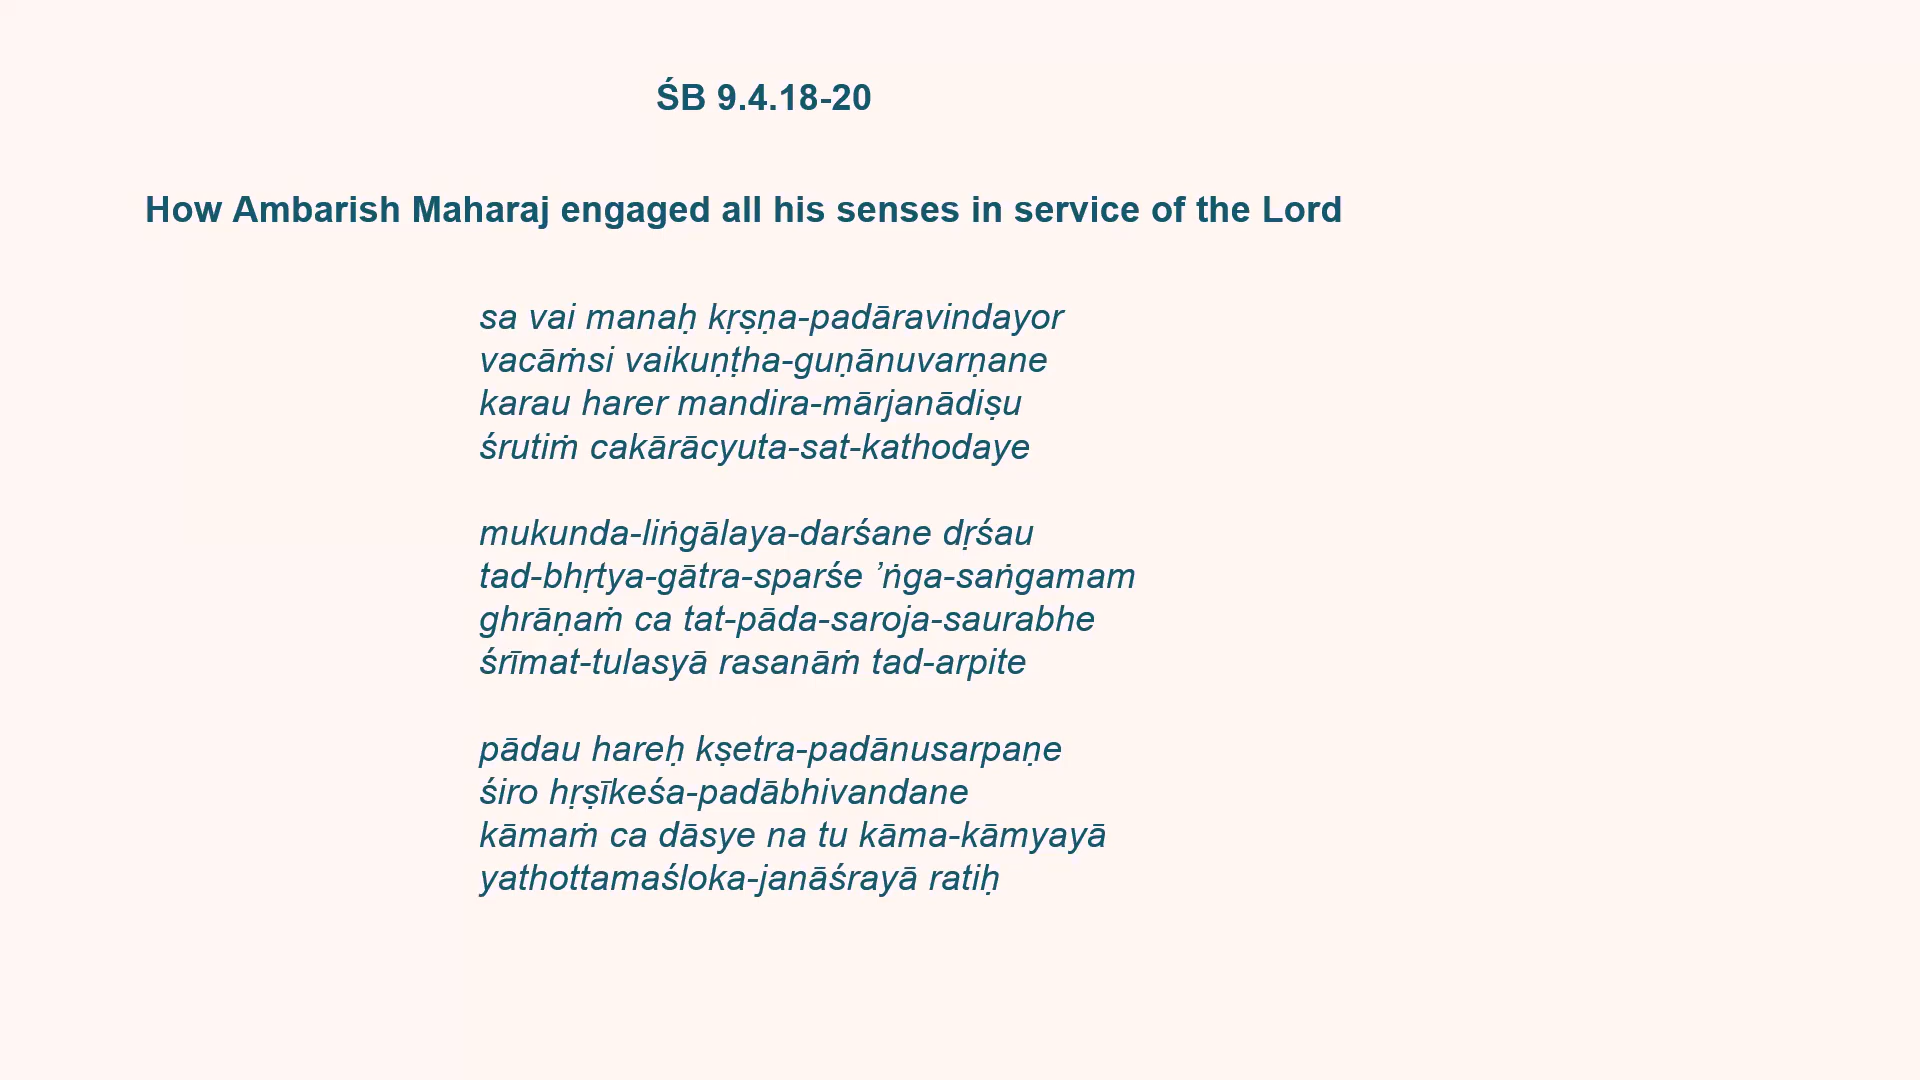 ŚB 9.4.18-20
How Ambarish Maharaj engaged all his senses in service of the Lord
sa vai manaḥ kṛṣṇa-padāravindayor
vacāṁsi vaikuṇṭha-guṇānuvarṇane
karau harer mandira-mārjanādiṣu
śrutiṁ cakārācyuta-sat-kathodaye
mukunda-liṅgālaya-darśane dṛśau
tad-bhṛtya-gātra-sparśe ’ṅga-saṅgamam
ghrāṇaṁ ca tat-pāda-saroja-saurabhe
śrīmat-tulasyā rasanāṁ tad-arpite
pādau hareḥ kṣetra-padānusarpaṇe
śiro hṛṣīkeśa-padābhivandane
kāmaṁ ca dāsye na tu kāma-kāmyayā
yathottamaśloka-janāśrayā ratiḥ